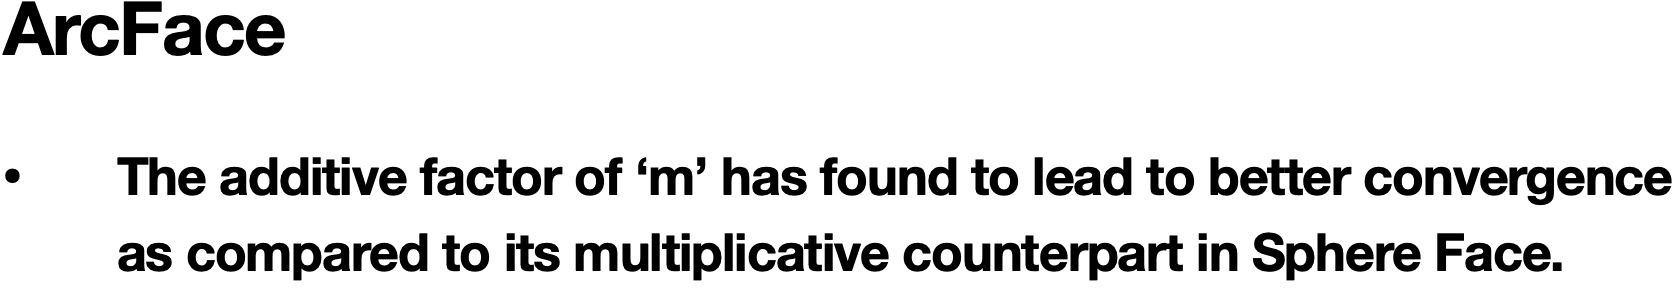 ArcFace
• The additive factor of ‘m’ has found to lead to better convergence
as compared to its multiplicative counterpart in Sphere Face.